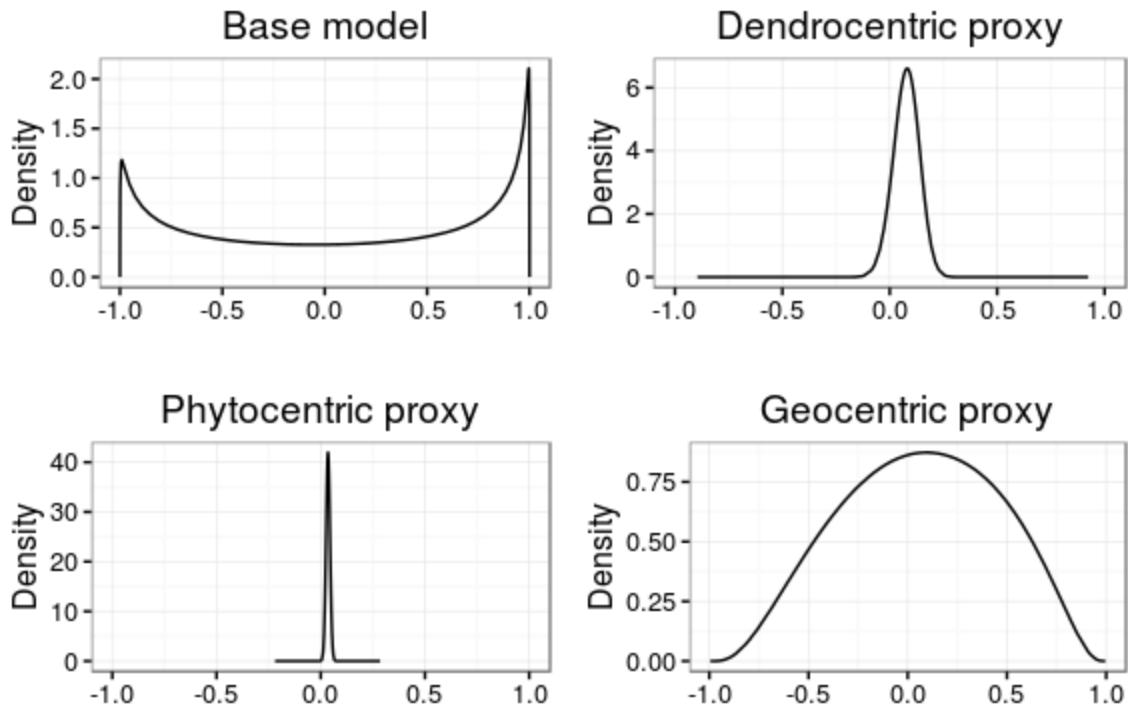 Base model
Density
2.0
1.5
1.0
0.5
0.0
-1.0 -0.5 0.0 0.5 1.0
Dendrocentric proxy
Density
6
4
2
0
-1.0 -0.5 0.0 0.5 1.0
Phytocentric proxy
Density
40
30
20
10
0
-1.0 -0.5 0.0 0.5 1.0
Geocentric proxy
Density
0.75
0.50
0.25
0.00
-1.0 -0.5 0.0 0.5 1.0